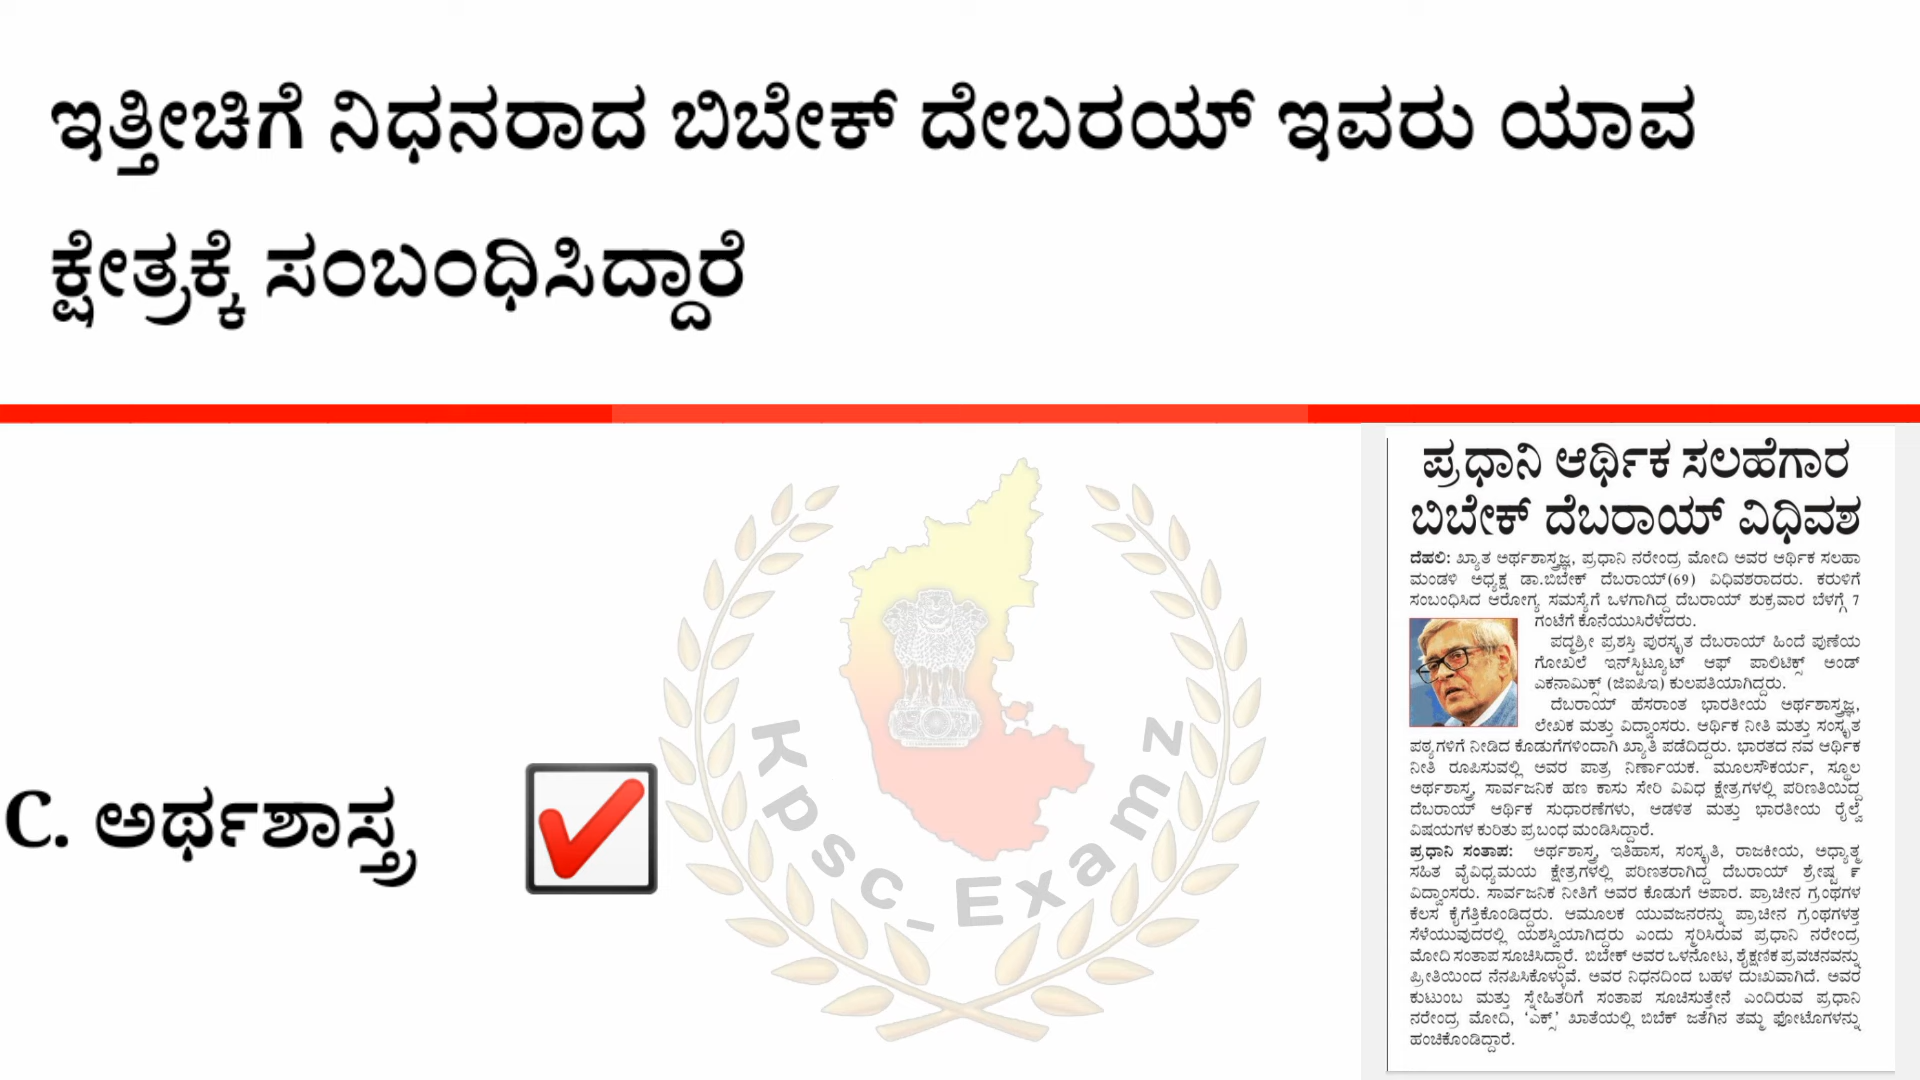 ಇತ್ತೀಚಿಗೆ ನಿಧನರಾದ ಬಿಬೇಕ್ ದೇಬರಯ್ ಇವರು ಯಾವ
ಕ್ಷೇತ್ರಕ್ಕೆ ಸಂಬಂಧಿಸಿದ್ದಾರೆ
C. ಅರ್ಥಶಾಸ್ತ್ರ
Kpsc_Examz
ಪ್ರಧಾನಿ ಆರ್ಥಿಕ ಸಲಹೆಗಾರ
ಬಿಬೇಕ್ ದೆಬರಾಯ್ ವಿಧಿವಶ
ದೆಹಲಿ: ಖ್ಯಾತ ಅರ್ಥಶಾಸ್ತ್ರಜ್ಞ, ಪ್ರಧಾನಿ ನರೇಂದ್ರ ಮೋದಿ ಅವರ ಆರ್ಥಿಕ ಸಲಹಾ
ಮಂಡಳಿ ಅಧ್ಯಕ್ಷ ಡಾ.ಬಿಬೇಕ್ ದೆಬರಾಯ್(69) ವಿಧಿವಶರಾದರು. ಕರುಳಿಗೆ
ಸಂಬಂಧಿಸಿದ ಆರೋಗ್ಯ ಸಮಸ್ಯೆಗೆ ಒಳಗಾಗಿದ್ದ ದೆಬರಾಯ್ ಶುಕ್ರವಾರ ಬೆಳಗ್ಗೆ 7
ಗಂಟೆಗೆ ಕೊನೆಯುಸಿರೆಳೆದರು.
ಪದ್ಮಶ್ರೀ ಪ್ರಶಸ್ತಿ ಪುರಸ್ಕೃತ ದೆಬರಾಯ್ ಹಿಂದೆ ಪುಣೆಯ
ಗೋಖಲೆ ಇನ್‌ಸ್ಟಿಟ್ಯೂಟ್ ಆಫ್ ಪಾಲಿಟಿಕ್ಸ್ ಅಂಡ್
ಎಕನಾಮಿಕ್ಸ್ (ಜಿಐಪಿಇ) ಕುಲಪತಿಯಾಗಿದ್ದರು.
ದೆಬರಾಯ್ ಹೆಸರಾಂತ ಭಾರತೀಯ ಅರ್ಥಶಾಸ್ತ್ರಜ್ಞ,
ಲೇಖಕ ಮತ್ತು ವಿದ್ವಾಂಸರು. ಆರ್ಥಿಕ ನೀತಿ ಮತ್ತು ಸಂಸ್ಕೃತ
ಪಠ್ಯಗಳಿಗೆ ನೀಡಿದ ಕೊಡುಗೆಗಳಿಂದಾಗಿ ಖ್ಯಾತಿ ಪಡೆದಿದ್ದರು. ಭಾರತದ ನವ ಆರ್ಥಿಕ
ನೀತಿ ರೂಪಿಸುವಲ್ಲಿ ಅವರ ಪಾತ್ರ ನಿರ್ಣಾಯಕ. ಮೂಲಸೌಕರ್ಯ, ಸ್ಥೂಲ
ಅರ್ಥಶಾಸ್ತ್ರ, ಸಾರ್ವಜನಿಕ ಹಣ ಕಾಸು ಸೇರಿ ವಿವಿಧ ಕ್ಷೇತ್ರಗಳಲ್ಲಿ ಪರಿಣತಿಯಿದ್ದ
ದೆಬರಾಯ್ ಆರ್ಥಿಕ ಸುಧಾರಣೆಗಳು, ಆಡಳಿತ ಮತ್ತು ಭಾರತೀಯ ರೈಲ್ವೆ
ವಿಷಯಗಳ ಕುರಿತು ಪ್ರಬಂಧ ಮಂಡಿಸಿದ್ದಾರೆ.
ಪ್ರಧಾನಿ ಸಂತಾಪ: ಅರ್ಥಶಾಸ್ತ್ರ, ಇತಿಹಾಸ, ಸಂಸ್ಕೃತಿ, ರಾಜಕೀಯ, ಅಧ್ಯಾತ್ಮ
ಸಹಿತ ವೈವಿಧ್ಯಮಯ ಕ್ಷೇತ್ರಗಳಲ್ಲಿ ಪರಿಣತರಾಗಿದ್ದ ದೆಬರಾಯ್ ಶ್ರೇಷ್ಠ
ವಿದ್ವಾಂಸರು. ಸಾರ್ವಜನಿಕ ನೀತಿಗೆ ಅವರ ಕೊಡುಗೆ ಅಪಾರ. ಪ್ರಾಚೀನ ಗ್ರಂಥಗಳ
ಕೆಲಸ ಕೈಗೆತ್ತಿಕೊಂಡಿದ್ದರು. ಆಮೂಲಕ ಯುವಜನರನ್ನು ಪ್ರಾಚೀನ ಗ್ರಂಥಗಳತ್ತ
ಸೆಳೆಯುವುದರಲ್ಲಿ ಯಶಸ್ವಿಯಾಗಿದ್ದರು ಎಂದು ಸ್ಮರಿಸಿರುವ ಪ್ರಧಾನಿ ನರೇಂದ್ರ
ಮೋದಿ ಸಂತಾಪ ಸೂಚಿಸಿದ್ದಾರೆ. ಬಿಬೇಕ್ ಅವರ ಒಳನೋಟ, ಶೈಕ್ಷಣಿಕ ಪ್ರವಚನವನ್ನು
ಪ್ರೀತಿಯಿಂದ ನೆನಪಿಸಿಕೊಳ್ಳುವೆ. ಅವರ ನಿಧನದಿಂದ ಬಹಳ ದುಃಖವಾಗಿದೆ. ಅವರ
ಕುಟುಂಬ ಮತ್ತು ಸ್ನೇಹಿತರಿಗೆ ಸಂತಾಪ ಸೂಚಿಸುತ್ತೇನೆ ಎಂದಿರುವ ಪ್ರಧಾನಿ
ನರೇಂದ್ರ ಮೋದಿ, 'ಎಕ್ಸ್' ಖಾತೆಯಲ್ಲಿ ಬಿಬೆಕ್ ಜತೆಗಿನ ತಮ್ಮ ಫೋಟೊಗಳನ್ನು
ಹಂಚಿಕೊಂಡಿದ್ದಾರೆ.